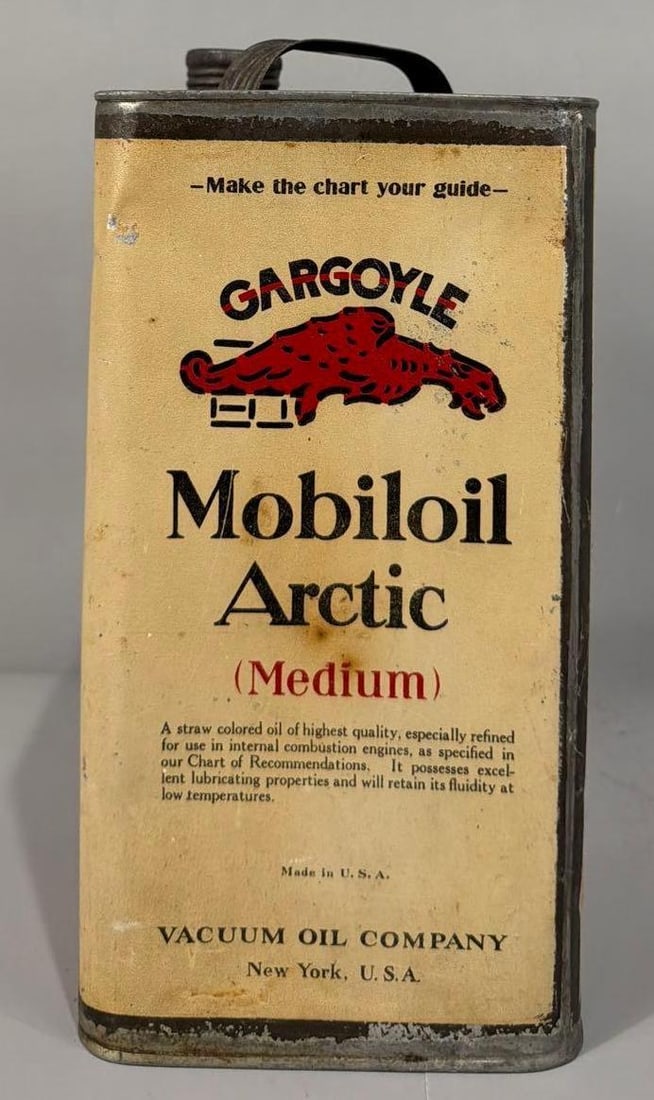 —Make the chart your guide—
GARGOYLE
Mobiloil
Arctic
(Medium)
A straw colored oil of highest quality, especially refined
for use in internal combustion engines, as specified in
our Chart of Recommendations. It possesses excel-
lent lubricating properties and will retain its fluidity at
low temperatures.
Made in U. S. A.
VACUUM OIL COMPANY
New York, U. S. A.